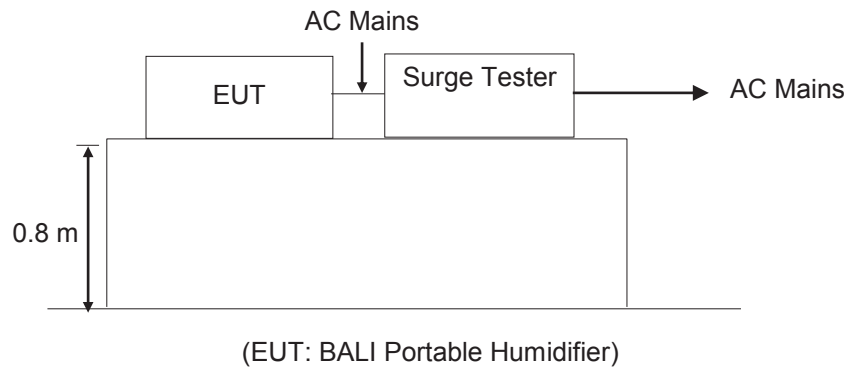 AC Mains
EUT
Surge Tester
AC Mains
0.8 m
(EUT: BALI Portable Humidifier)